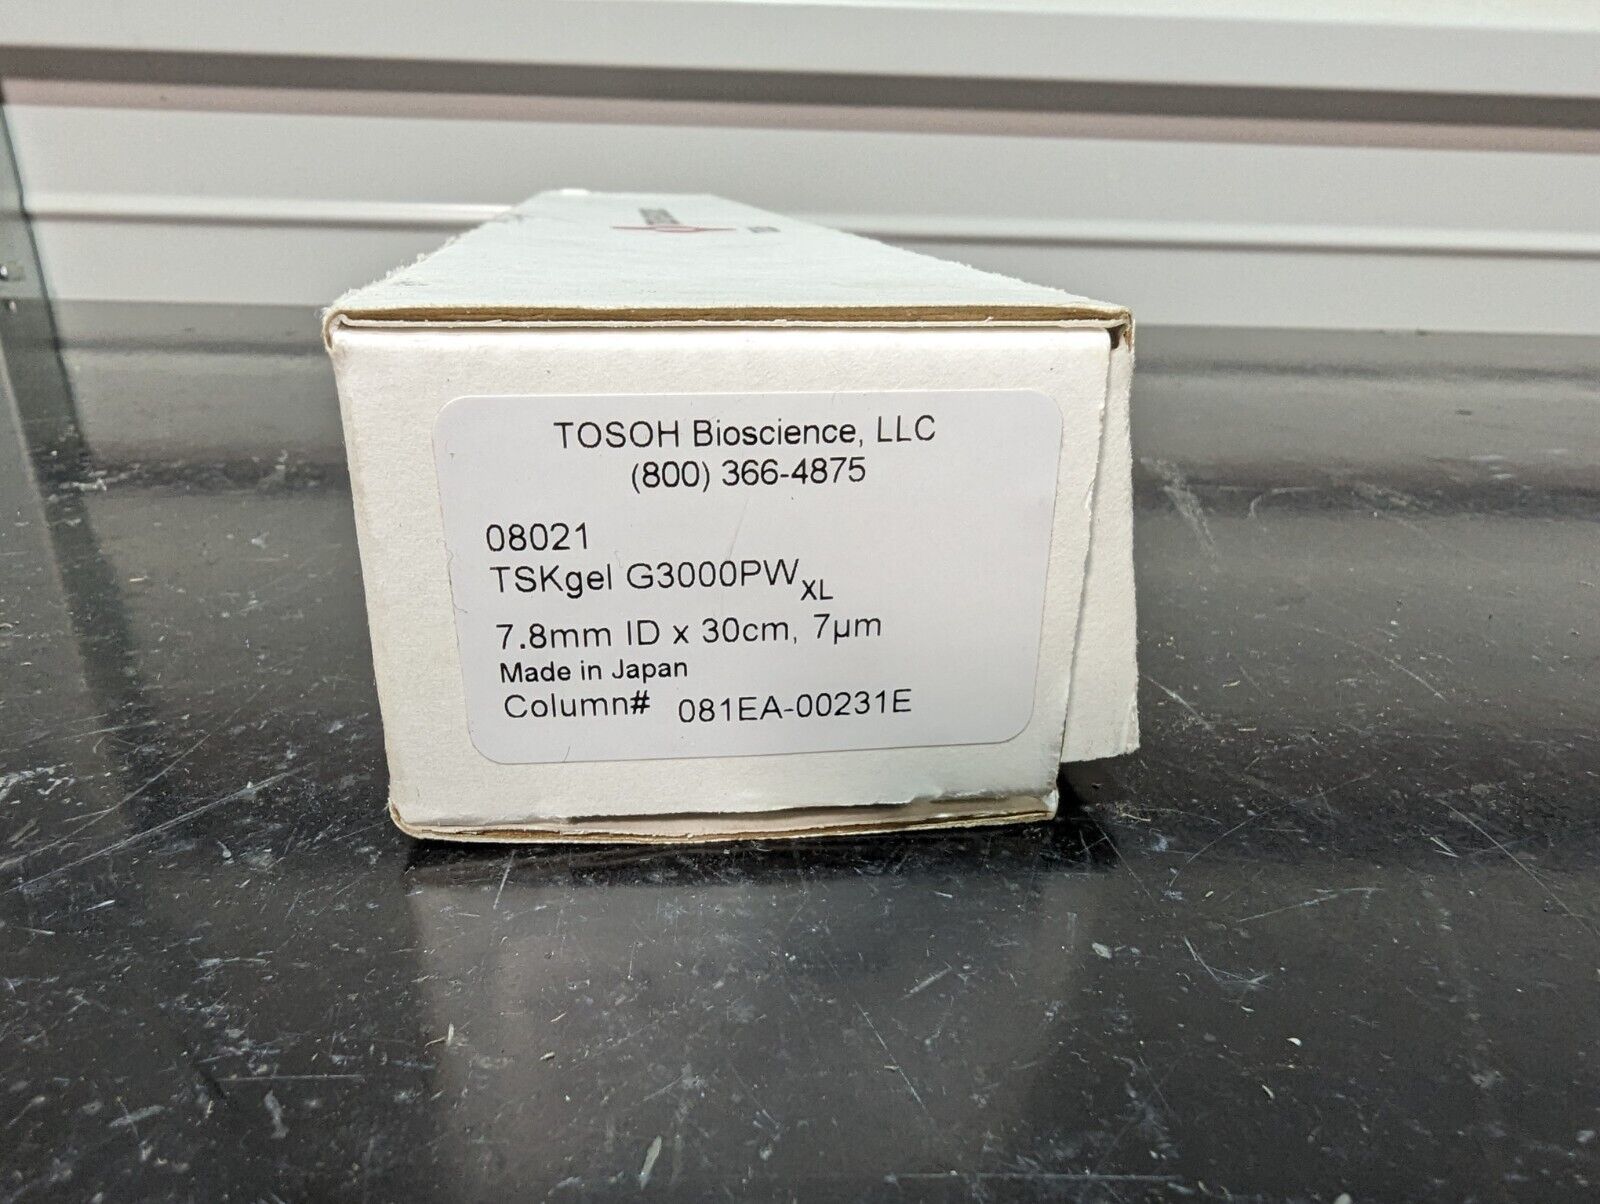 TOSOH Bioscience, LLC
(800) 366-4875
08021
TSKgel G3000PWXL
7.8mm ID x 30cm, 7µm
Made in Japan
Column# 081EA-00231E